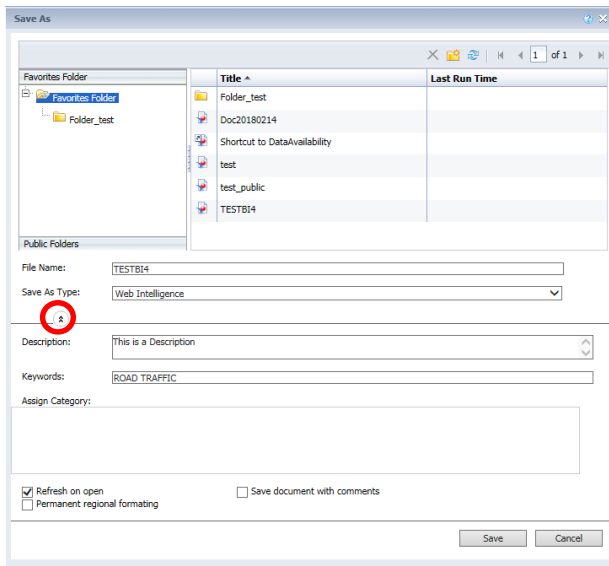 Save As
1 of 1
Favorites Folder
Title
Last Run Time
Favorites Folder
Folder_test
Folder_test
Doc20180214
Shortcut to DataAvailability
test
test_public
TESTBI4
Public Folders
File Name: TESTBI4
Save As Type: Web Intelligence
Description: This is a Description
Keywords: ROAD TRAFFIC
Assign Category:
Refresh on open
Save document with comments
Permanent regional formating
Save Cancel